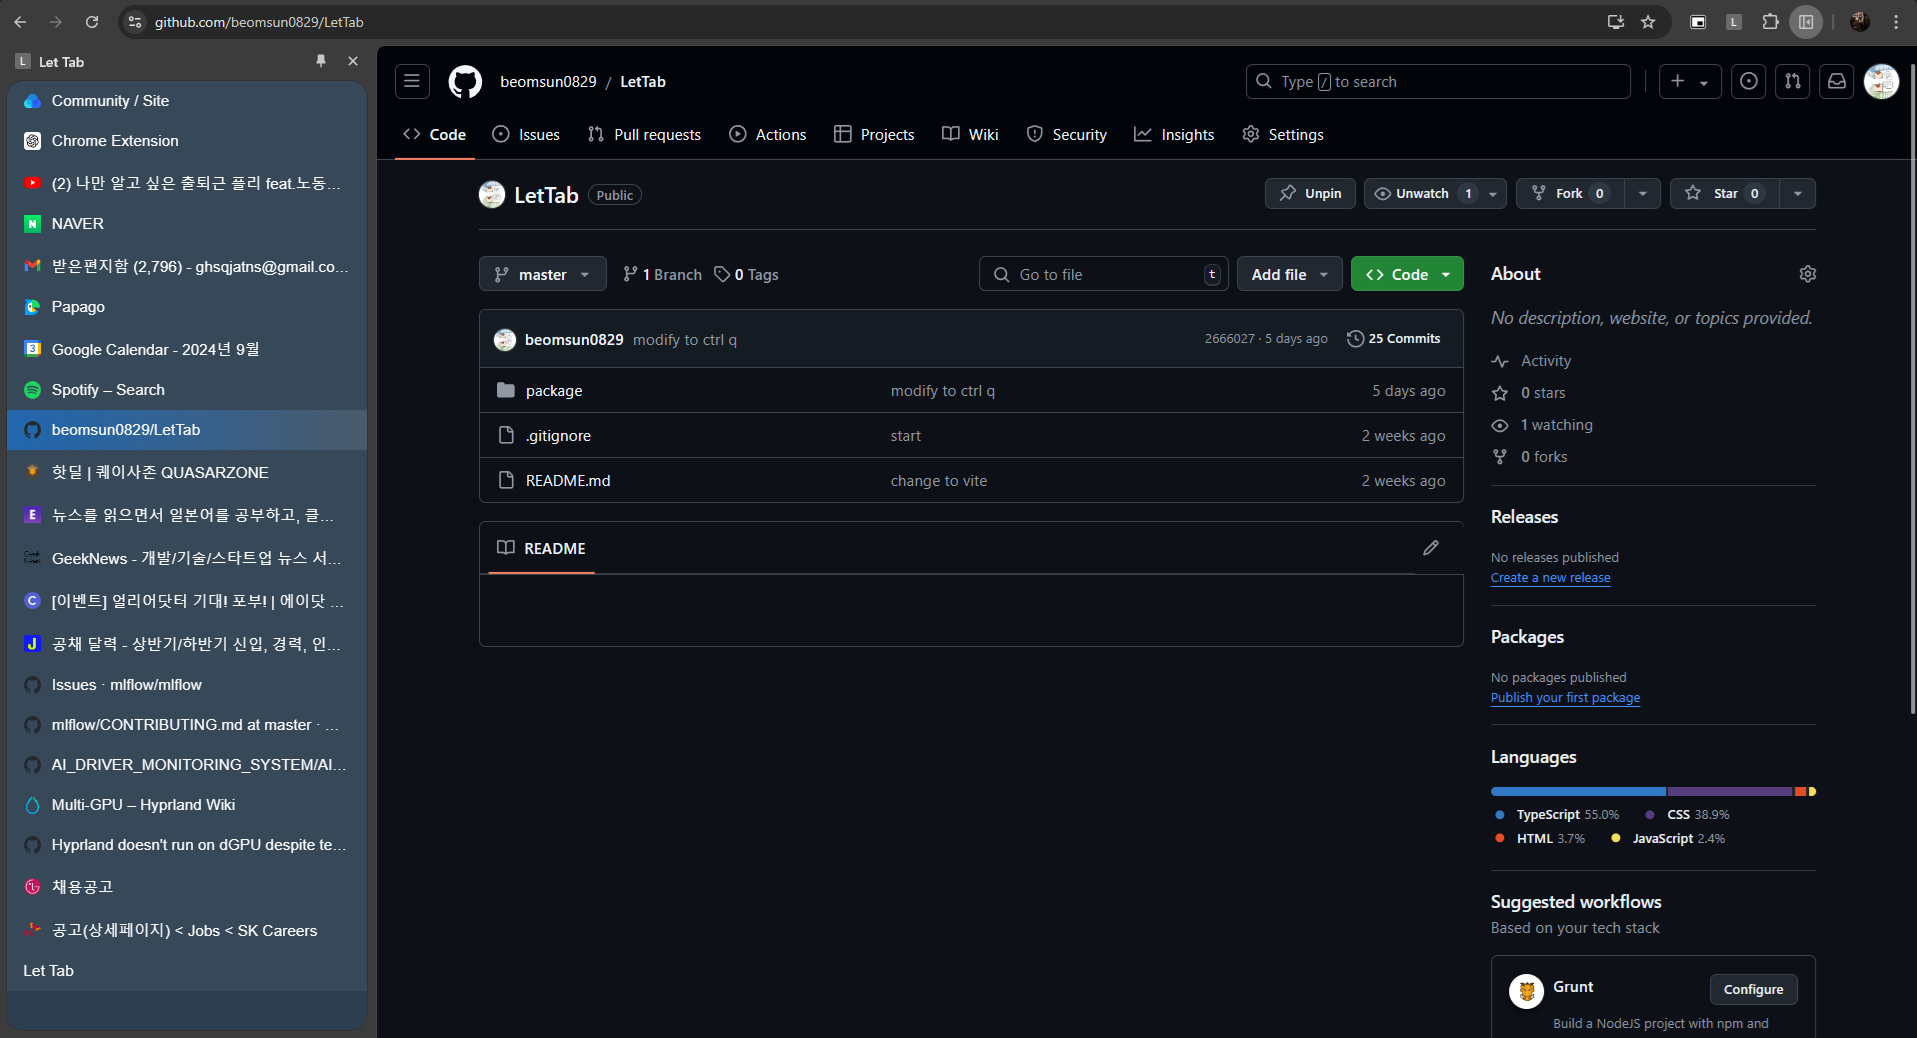 github.com/beomsun0829/LetTab
L
L Let Tab
Community / Site
Chrome Extension
(2) 나만 알고 싶은 출퇴근 플리 feat.노동...
N NAVER
받은편지함 (2,796) - ghsqjatns@gmail.co...
Papago
3 Google Calendar - 2024년 9월
Spotify – Search
beomsun0829/LetTab
핫딜 | 퀘이사존 QUASARZONE
E 뉴스를 읽으면서 일본어를 공부하고, 클...
GeekNews - 개발/기술/스타트업 뉴스 서...
C [이벤트] 얼리어닷터 기대! 포부! | 에이닷 ...
J 공채 달력 - 상반기/하반기 신입, 경력, 인...
Issues · mlflow/mlflow
mlflow/CONTRIBUTING.md at master · ...
AI_DRIVER_MONITORING_SYSTEM/AI...
Multi-GPU – Hyprland Wiki
Hyprland doesn't run on dGPU despite te...
채용공고
공고(상세페이지) < Jobs < SK Careers
Let Tab
beomsun0829 / LetTab
Type / to search
Code Issues Pull requests Actions Projects Wiki Security Insights Settings
LetTab Public
Unpin Unwatch 1 Fork 0 Star 0
master 1 Branch 0 Tags
Go to file t Add file Code
beomsun0829 modify to ctrl q 2666027 · 5 days ago 25 Commits
package modify to ctrl q 5 days ago
.gitignore start 2 weeks ago
README.md change to vite 2 weeks ago
README
About
No description, website, or topics provided.
Activity
0 stars
1 watching
0 forks
Releases
No releases published
Create a new release
Packages
No packages published
Publish your first package
Languages
TypeScript 55.0% CSS 38.9%
HTML 3.7% JavaScript 2.4%
Suggested workflows
Based on your tech stack
Grunt Configure
Build a NodeJS project with npm and